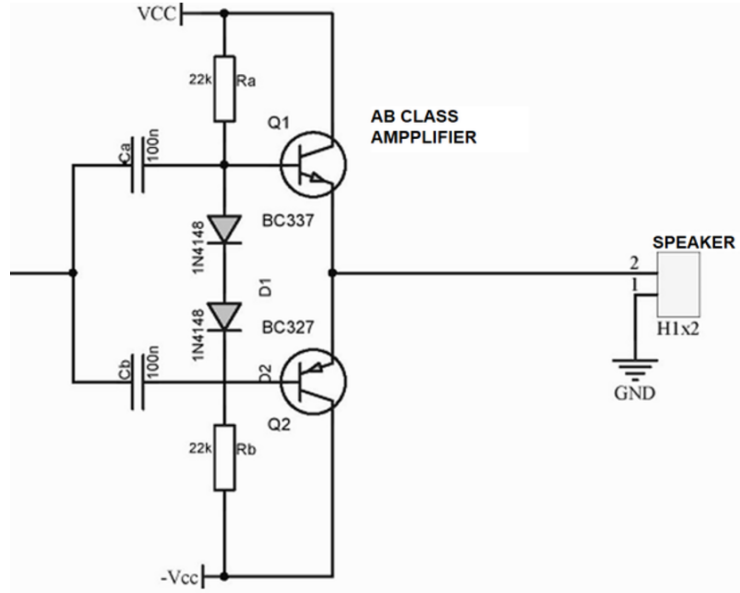 VCC
22k
Ra
Q1
AB CLASS
AMPPLIFIER
Ca
100n
BC337
1N4148
D1
SPEAKER
2
1
H1x2
GND
1N4148
BC327
Cb
100n
D2
Q2
22k
Rb
-Vcc